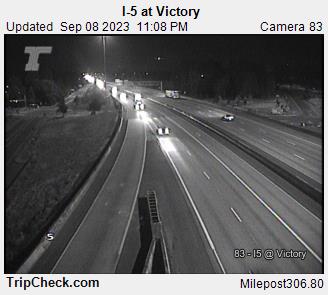 I-5 at Victory
Updated Sep 08 2023 11:08 PM Camera 83
T
5
83 - I5 @ Victory
TripCheck.com Milepost306.80